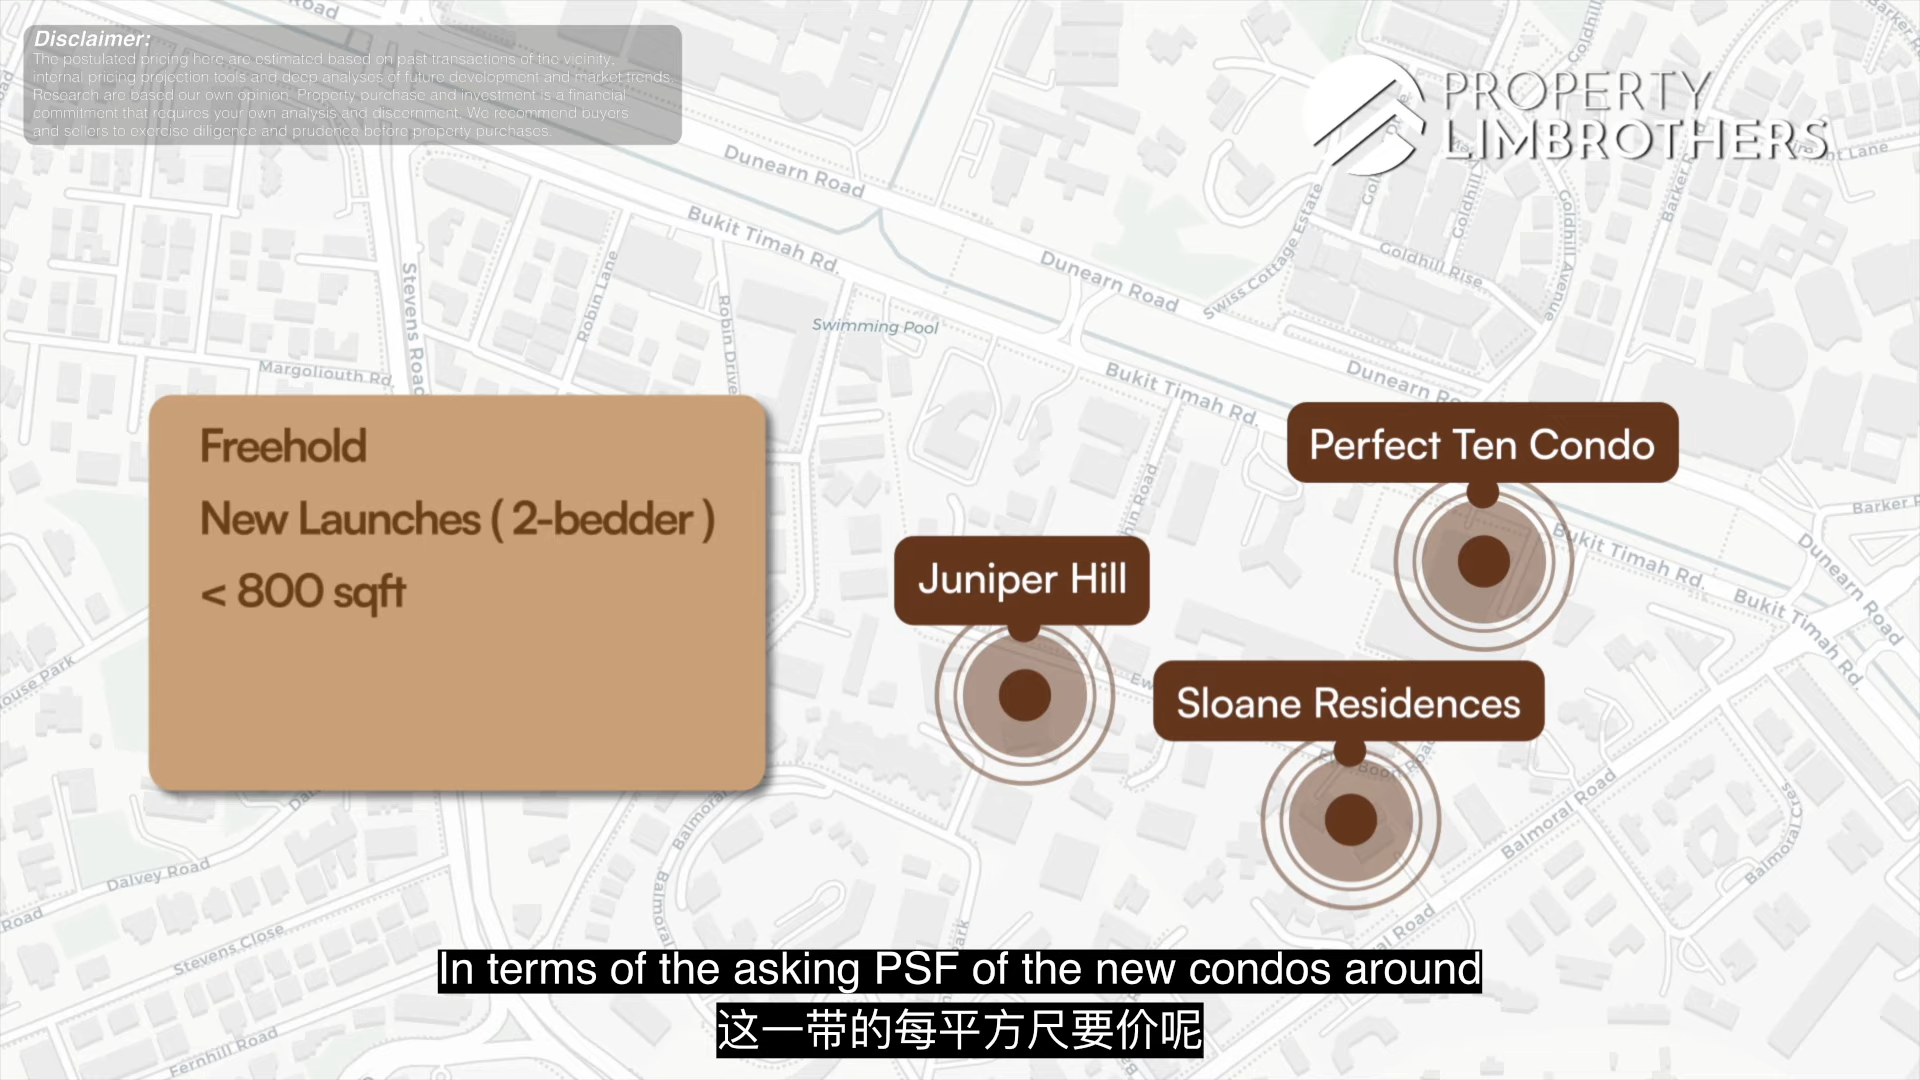 Disclaimer:
The postulated pricing here are estimated based on past transactions of the vicinity,
internal pricing projection tools and deep analyses of future development and market trends.
Research are based our own opinion. Property purchase and investment is a financial
commitment that requires your own analysis and discernment. We recommend buyers
and sellers to exercise diligence and prudence before property purchases.
PROPERTY
LIMBROTHERS
Dunearn Road
Bukit Timah Rd.
Stevens Road
Robin Lane
Robin Drive
Swimming Pool
Margoliouth Rd.
Dunearn Road
Swiss Cottage Estate
Goldhill Rise
Goldhill Avenue
Goldhill
Barker
Bukit Timah Rd.
Freehold
New Launches ( 2-bedder )
< 800 sqft
Perfect Ten Condo
Juniper Hill
Sloane Residences
Bukit Timah Rd.
Bukit Timah Rd.
Dunearn Road
Balmoral Road
Dalvey Road
Stevens Close
Fernhill Road
In terms of the asking PSF of the new condos around
这一带的每平方尺要价呢